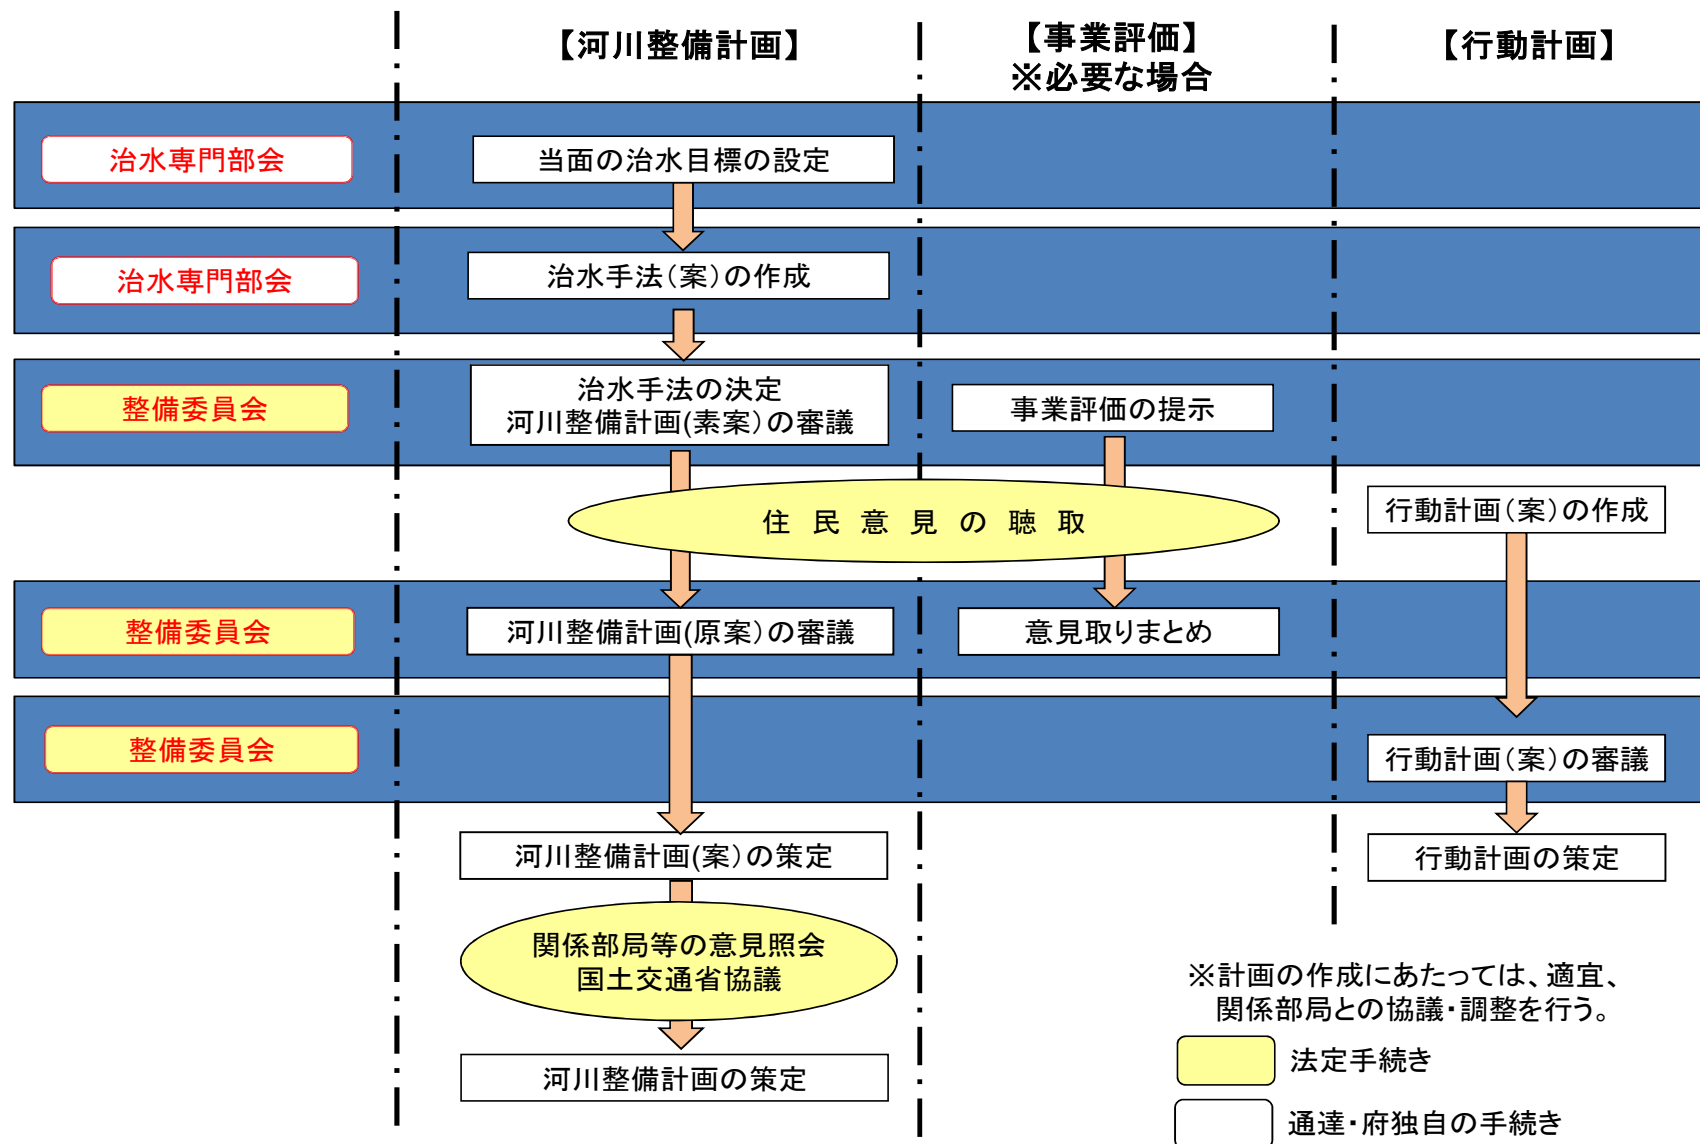 【河川整備計画】
【事業評価】
※必要な場合
【行動計画】
治水専門部会
当面の治水目標の設定
治水専門部会
治水手法(案)の作成
整備委員会
治水手法の決定
河川整備計画(素案)の審議
事業評価の提示
住民意見の聴取
行動計画(案)の作成
整備委員会
河川整備計画(原案)の審議
意見取りまとめ
整備委員会
行動計画(案)の審議
河川整備計画(案)の策定
行動計画の策定
関係部局等の意見照会
国土交通省協議
※計画の作成にあたっては、適宜、
関係部局との協議・調整を行う。
河川整備計画の策定
法定手続き
通達・府独自の手続き